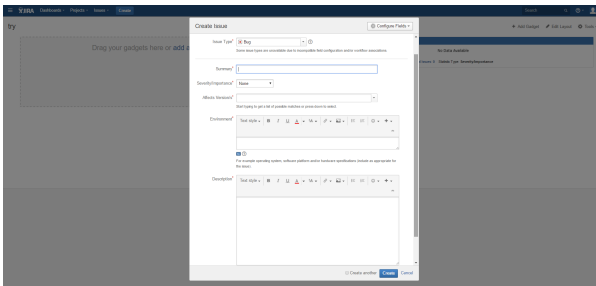 JIRA Dashboards Projects Issues Create Search
try
Add Gadget Edit Layout Tools
Drag your gadgets here or add a
No Data Available
Create Issue
Configure Fields
Issue Type* Bug
Some issue types are unavailable due to incompatible field configuration and/or workflow associations.
Summary*
Severity/Importance* None
Affects Version/s*
Start typing to get a list of possible matches or press down to select.
Environment*
Text style B I U A
For example operating system, software platform and/or hardware specifications (include as appropriate for the issue).
Description*
Text style B I U A
Create another Create Cancel